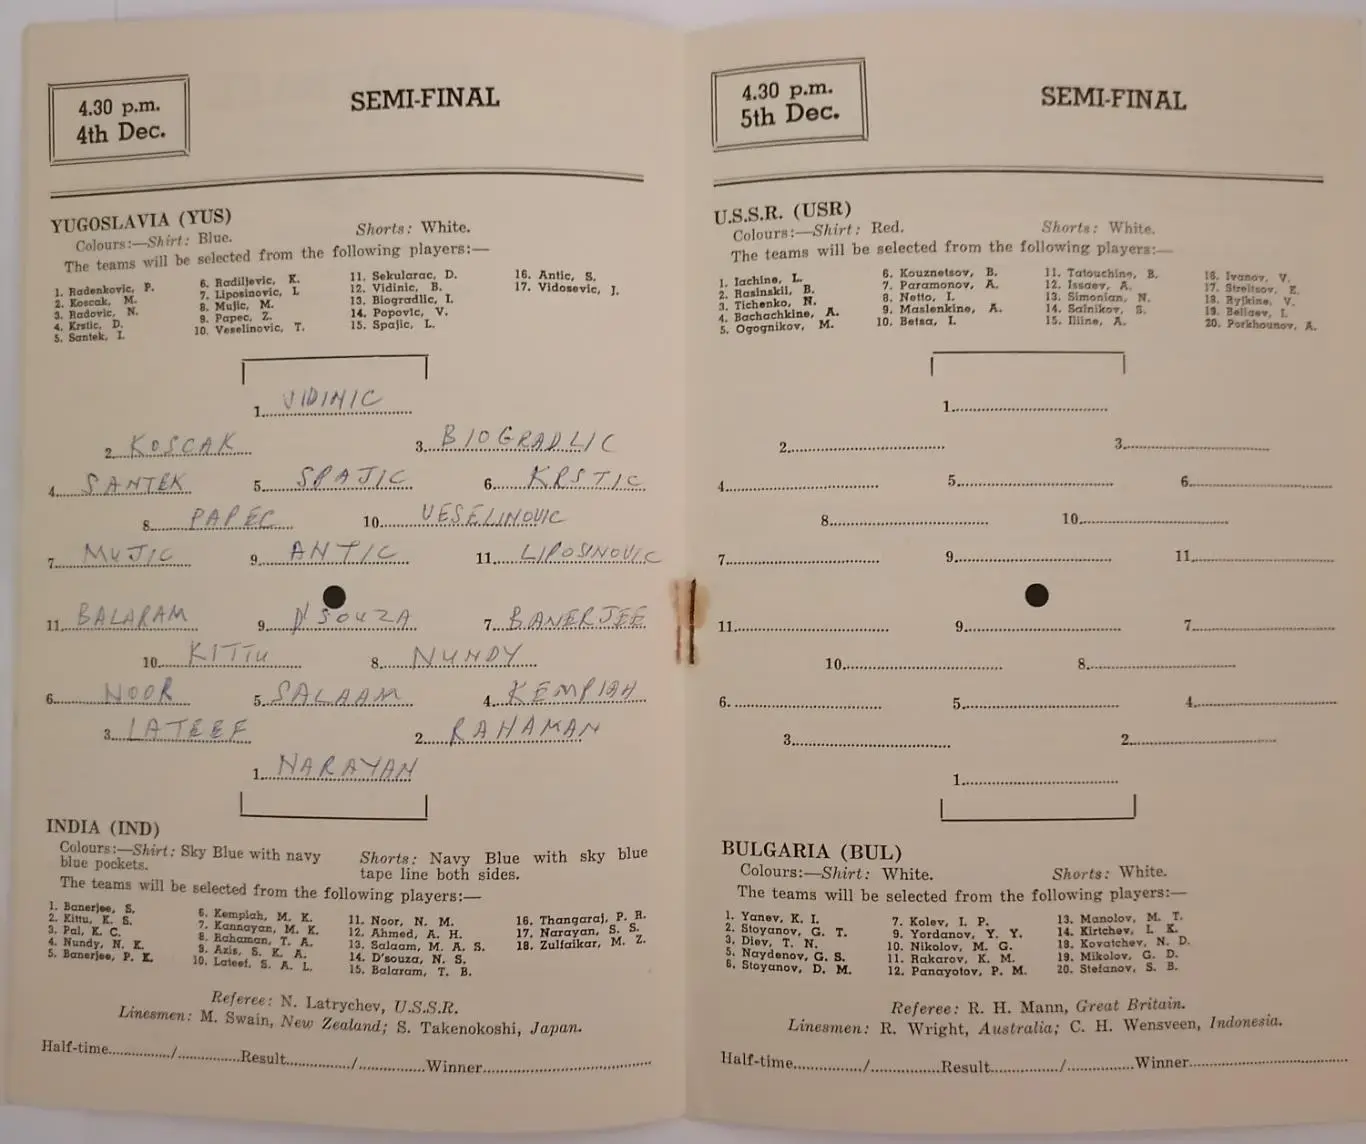 4.30 p.m.
4th Dec.
SEMI-FINAL
YUGOSLAVIA (YUS)
Colours:—Shirt: Blue. Shorts: White.
The teams will be selected from the following players:—
1. Radenkovic, P. 6. Radiljevic, K. 11. Sekularac, D. 16. Antic, S.
2. Koscak, M. 7. Liposinovic, L 12. Vidinic, B. 17. Vidosevic, J.
3. Radovic, N. 8. Mujic, M. 13. Biogradlic, I.
4. Krstic, D. 9. Papec, Z. 14. Popovic, V.
5. Santek, I. 10. Veselinovic, T. 15. Spajic, L.
1. VIDINIC
2. KOSCAK 3. BIOGRADLIC
4. SANTEK 5. SPAJIC 6. KRSTIC
8. PAPEC 10. VESELINOVIC
7. MUJIC 9. ANTIC 11. LIPOSINOVIC
11. BALARAM 9. D'SOUZA 7. BANERJEE
10. KITTU 8. NUNDY
6. NOOR 5. SALAAM 4. KEMPIAH
3. LATEEF 2. RAHAMAN
1. NARAYAN
INDIA (IND)
Colours:—Shirt: Sky Blue with navy blue pockets. Shorts: Navy Blue with sky blue tape line both sides.
The teams will be selected from the following players:—
1. Banerjee, S. 6. Kempiah, M. K. 11. Noor, N. M. 16. Thangaraj, P. R.
2. Kittu, K. S. 7. Kannayan, M. K. 12. Ahmed, A. H. 17. Narayan, S. S.
3. Pal, K. C. 8. Rahaman, T. A. 13. Salaam, M. A. S. 18. Zulfaikar, M. Z.
4. Nundy, N. K. 9. Azis, S. K. A. 14. D'souza, N. S.
5. Banerjee, P. K. 10. Lateef, S. A. L. 15. Balaram, T. B.
Referee: N. Latrychev, U.S.S.R.
Linesmen: M. Swain, New Zealand; S. Takenokoshi, Japan.
Half-time............../..............Result............../..............Winner..............
4.30 p.m.
5th Dec.
SEMI-FINAL
U.S.S.R. (USR)
Colours:—Shirt: Red. Shorts: White.
The teams will be selected from the following players:—
1. Iachine, L. 6. Kouznetsov, B. 11. Tatouchine, B. 16. Ivanov, V.
2. Rasinskii, B. 7. Paramonov, A. 12. Issaev, A. 17. Streltsov, E.
3. Tichenko, N. 8. Netto, I. 13. Simonian, N. 18. Ryjkine, V.
4. Bachachkine, A. 9. Maslenkine, A. 14. Salnikov, S. 19. Beliaev, I.
5. Ogognikov, M. 10. Betsa, I. 15. Iliine, A. 20. Porkhounov, A.
1.
2. 3.
4. 5. 6.
8. 10.
7. 9. 11.
11. 9. 7.
10. 8.
6. 5. 4.
3. 2.
1.
BULGARIA (BUL)
Colours:—Shirt: White. Shorts: White.
The teams will be selected from the following players:—
1. Yanev, K. I. 7. Kolev, I. P. 13. Manolov, M. T.
2. Stoyanov, G. T. 9. Yordanov, Y. Y. 14. Kirtchev, I. K.
3. Diev, T. N. 10. Nikolov, M. G. 18. Kovatchev, N. D.
5. Naydenov, G. S. 11. Rakarov, K. M. 19. Mikolov, G. D.
6. Stoyanov, D. M. 12. Panayotov, P. M. 20. Stefanov, S. B.
Referee: R. H. Mann, Great Britain.
Linesmen: R. Wright, Australia; C. H. Wensveen, Indonesia.
Half-time............../..............Result............../..............Winner..............